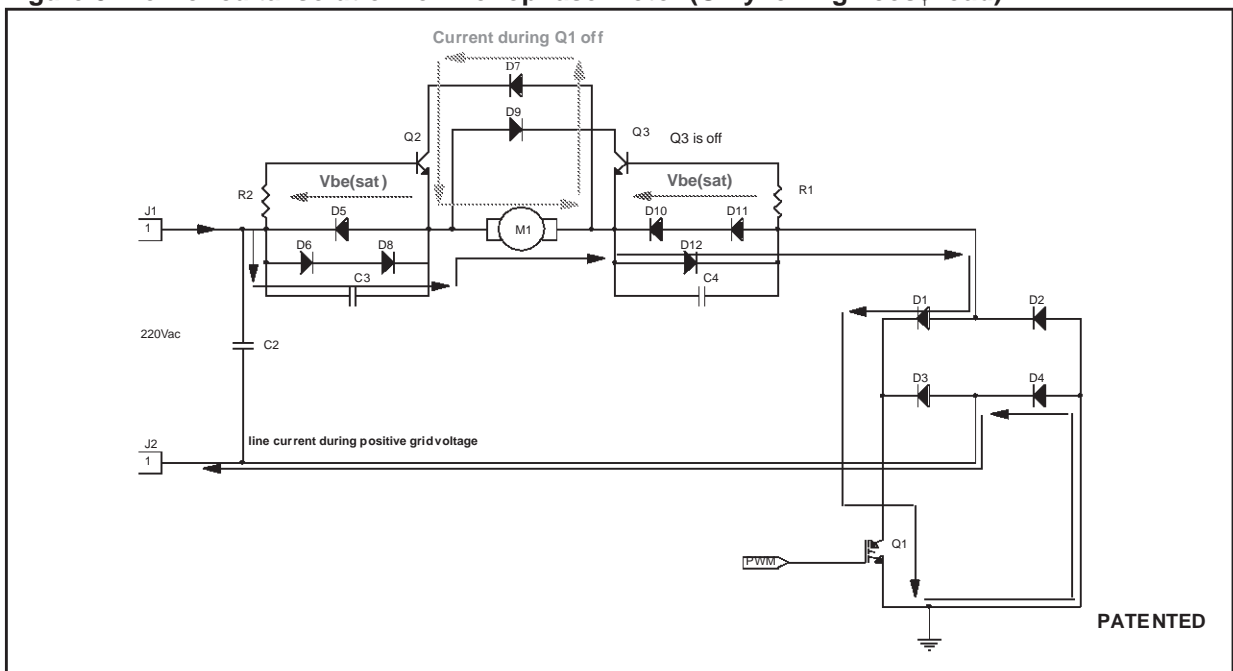 Current during Q1 off
D7
D9
Q2
Q3
Q3 is off
Vbe(sat)
Vbe(sat)
R2
R1
J1
1
D5
M1
D10
D11
D6
D8
D12
C3
C4
D1
D2
220Vac
C2
D3
D4
J2
1
line current during positive grid voltage
Q1
PWM
PATENTED